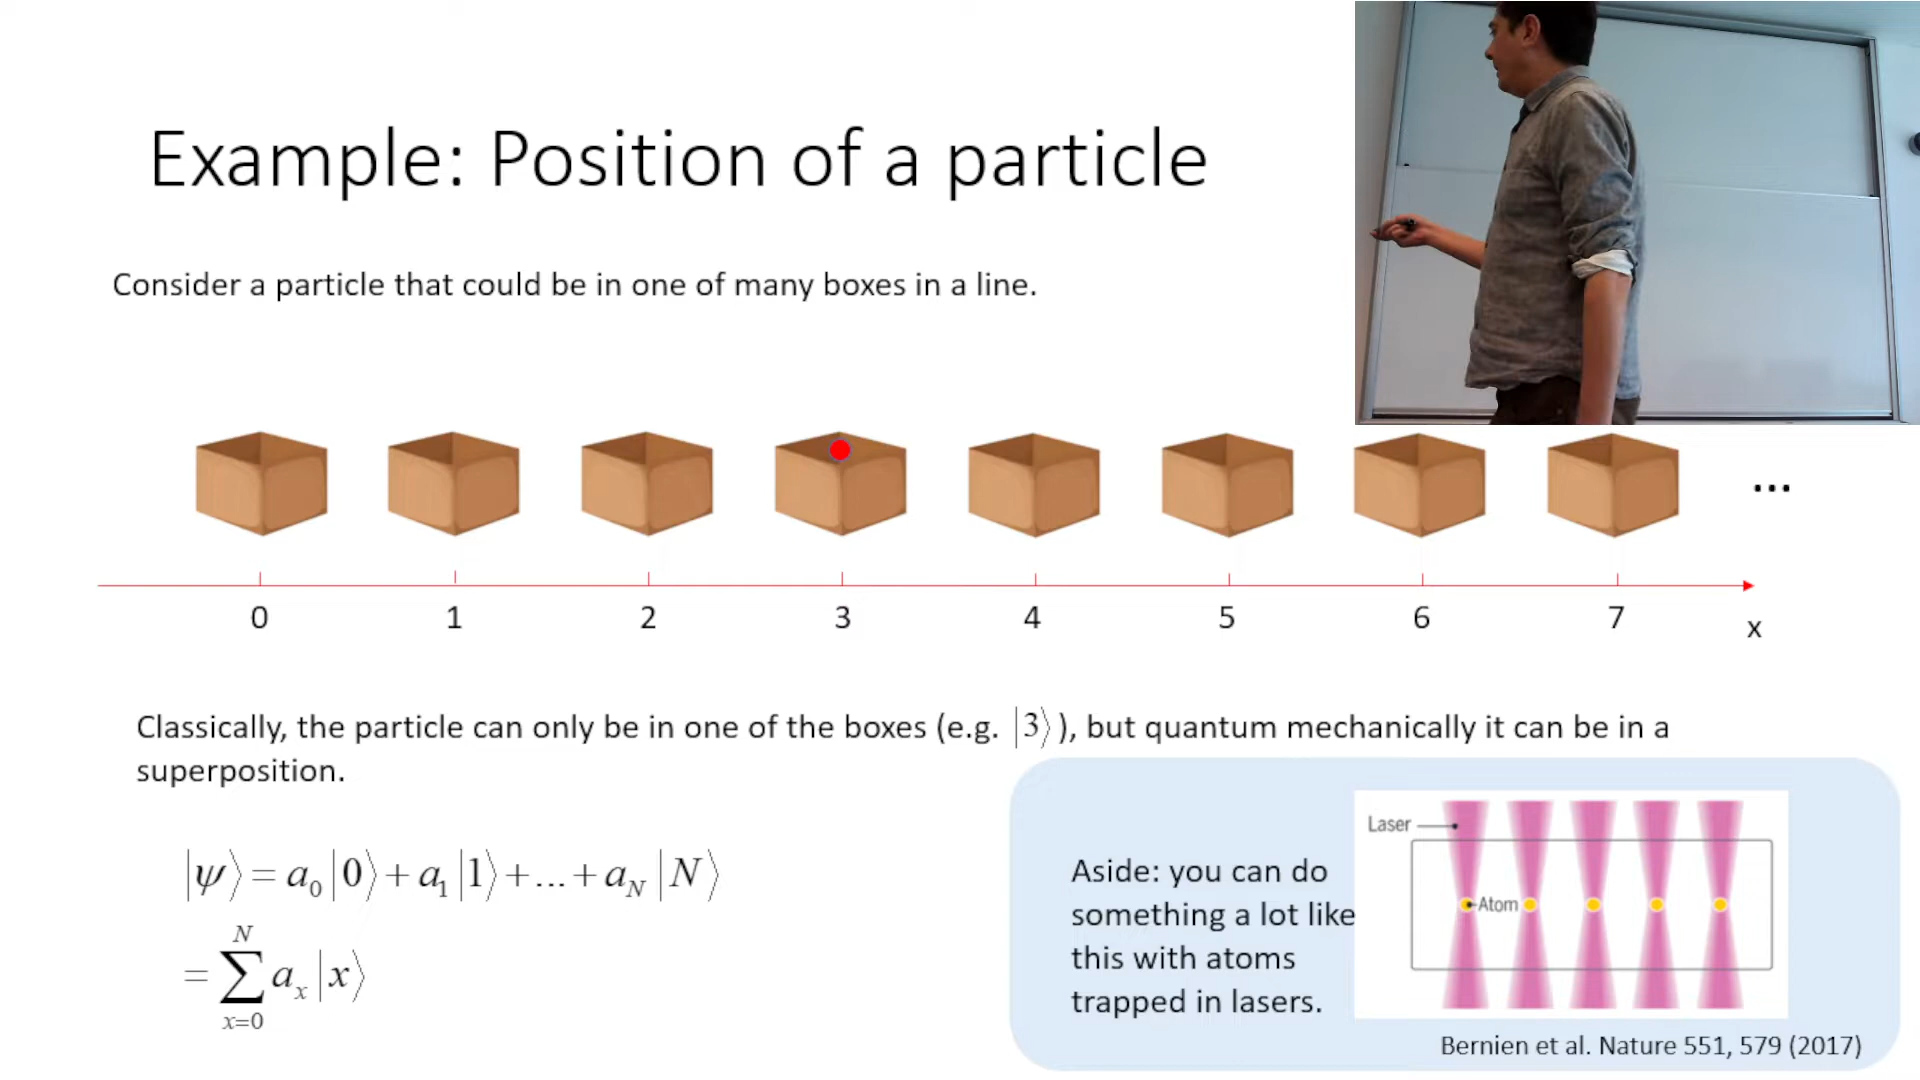 Example: Position of a particle
Consider a particle that could be in one of many boxes in a line.
...
0 1 2 3 4 5 6 7 x
Classically, the particle can only be in one of the boxes (e.g. |3⟩), but quantum mechanically it can be in a
superposition.
|ψ⟩ = a₀|0⟩ + a₁|1⟩ + ... + a_N|N⟩
N
= ∑ aₓ|x⟩
x=0
Aside: you can do
something a lot like
this with atoms
trapped in lasers.
Laser
Atom
Bernien et al. Nature 551, 579 (2017)